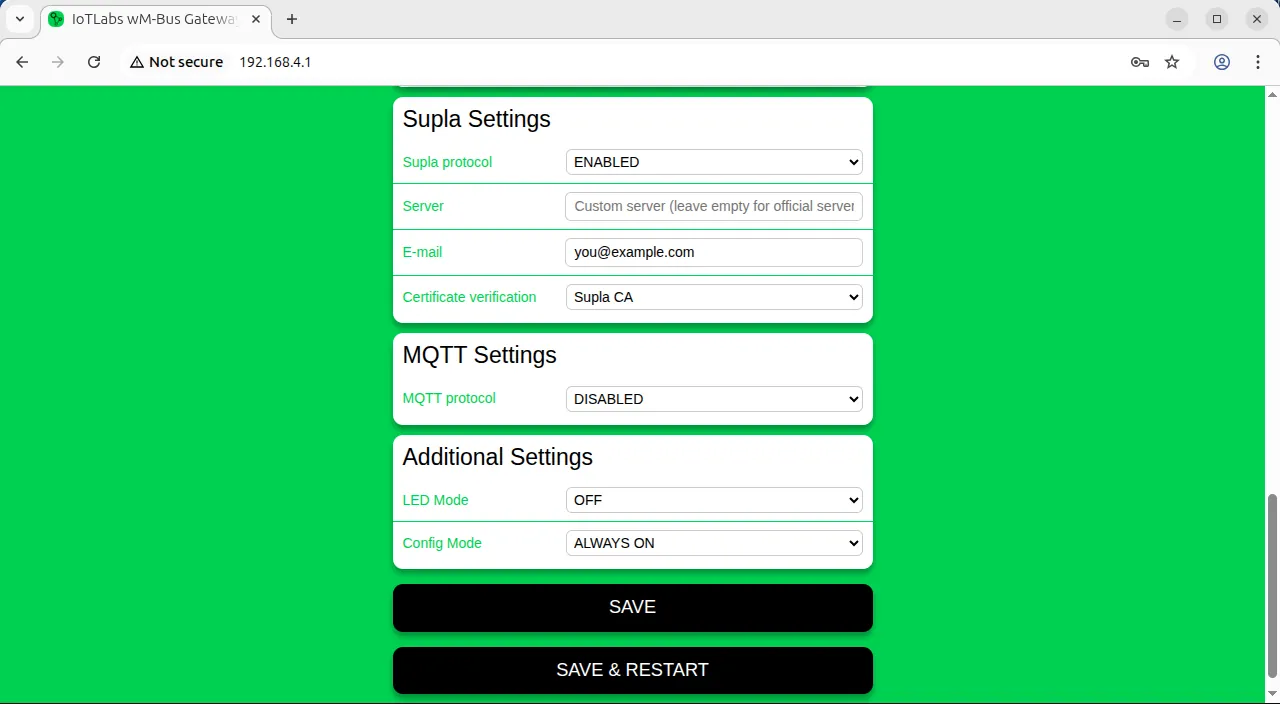 IoTLabs wM-Bus Gatewa
Not secure
192.168.4.1
Supla Settings
Supla protocol
ENABLED
Server
Custom server (leave empty for official server
E-mail
you@example.com
Certificate verification
Supla CA
MQTT Settings
MQTT protocol
DISABLED
Additional Settings
LED Mode
OFF
Config Mode
ALWAYS ON
SAVE
SAVE & RESTART